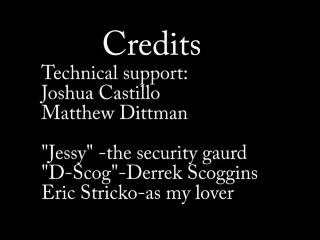 Credits
Technical support:
Joshua Castillo
Matthew Dittman
"Jessy" -the security gaurd
"D-Scog"-Derrek Scoggins
Eric Stricko-as my lover